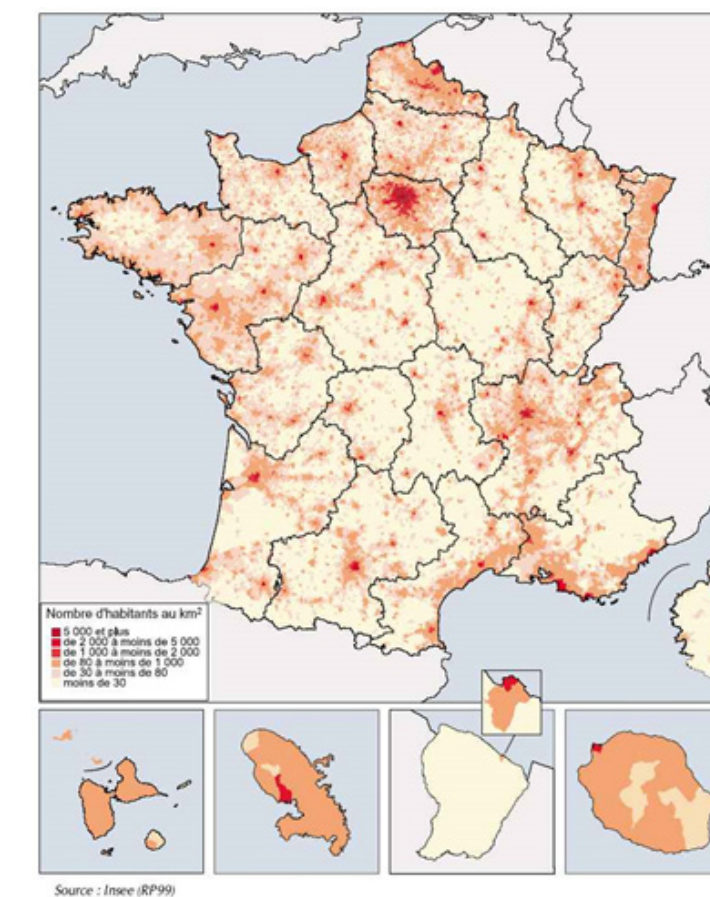 Nombre d'habitants au km²
5 000 et plus
de 2 000 à moins de 5 000
de 1 000 à moins de 2 000
de 80 à moins de 1 000
de 30 à moins de 80
moins de 30
Source : Insee (RP99)